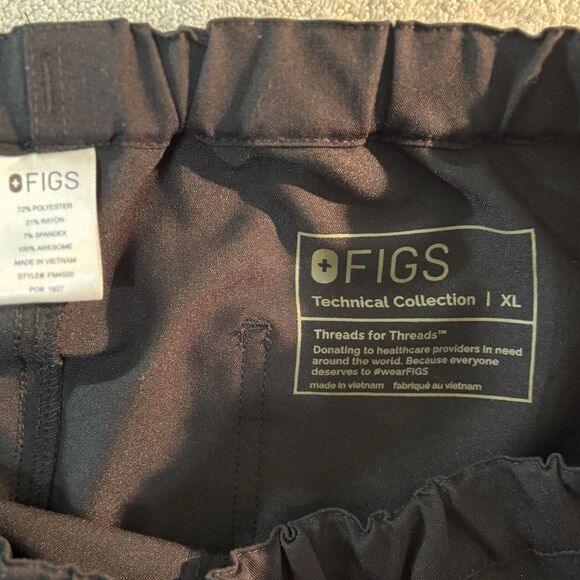 FIGS
72% POLYESTER
21% RAYON
7% SPANDEX
100% AWESOME
MADE IN VIETNAM
STYLE#: FM4500
PO#: 1627
FIGS
Technical Collection | XL
Threads for Threads™
Donating to healthcare providers in need
around the world. Because everyone
deserves to #wearFIGS
made in vietnam fabriqué au vietnam